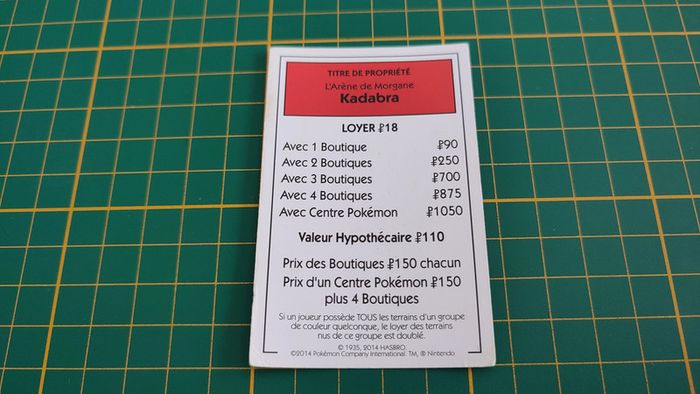 TITRE DE PROPRIÉTÉ
L'Arène de Morgane
Kadabra
LOYER ₽18
Avec 1 Boutique ₽90
Avec 2 Boutiques ₽250
Avec 3 Boutiques ₽700
Avec 4 Boutiques ₽875
Avec Centre Pokémon ₽1050
Valeur Hypothécaire ₽110
Prix des Boutiques ₽150 chacun
Prix d'un Centre Pokémon ₽150
plus 4 Boutiques
Si un joueur possède TOUS les terrains d'un groupe
de couleur quelconque, le loyer des terrains
nus de ce groupe est doublé.
© 1935, 2014 HASBRO.
©2014 Pokémon Company International. TM, ® Nintendo